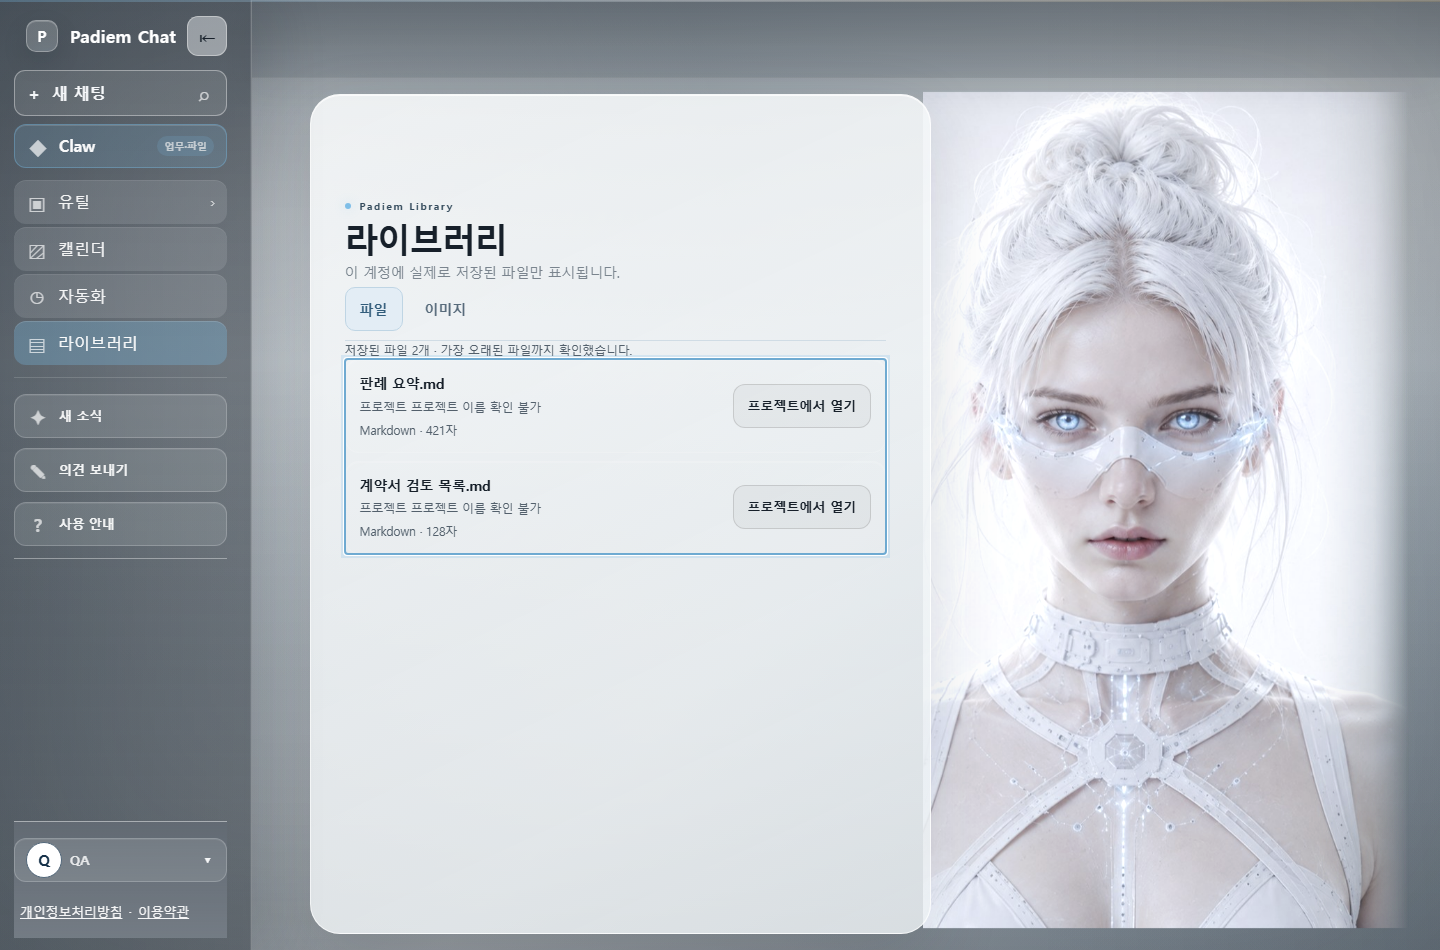 P Padiem Chat
+ 새 채팅
Claw 업무·파일
유틸
캘린더
자동화
라이브러리
새 소식
의견 보내기
? 사용 안내
Q QA
개인정보처리방침 · 이용약관
Padiem Library
라이브러리
이 계정에 실제로 저장된 파일만 표시됩니다.
파일 이미지
저장된 파일 2개 · 가장 오래된 파일까지 확인했습니다.
판례 요약.md
프로젝트 프로젝트 이름 확인 불가
Markdown · 421자
프로젝트에서 열기
계약서 검토 목록.md
프로젝트 프로젝트 이름 확인 불가
Markdown · 128자
프로젝트에서 열기